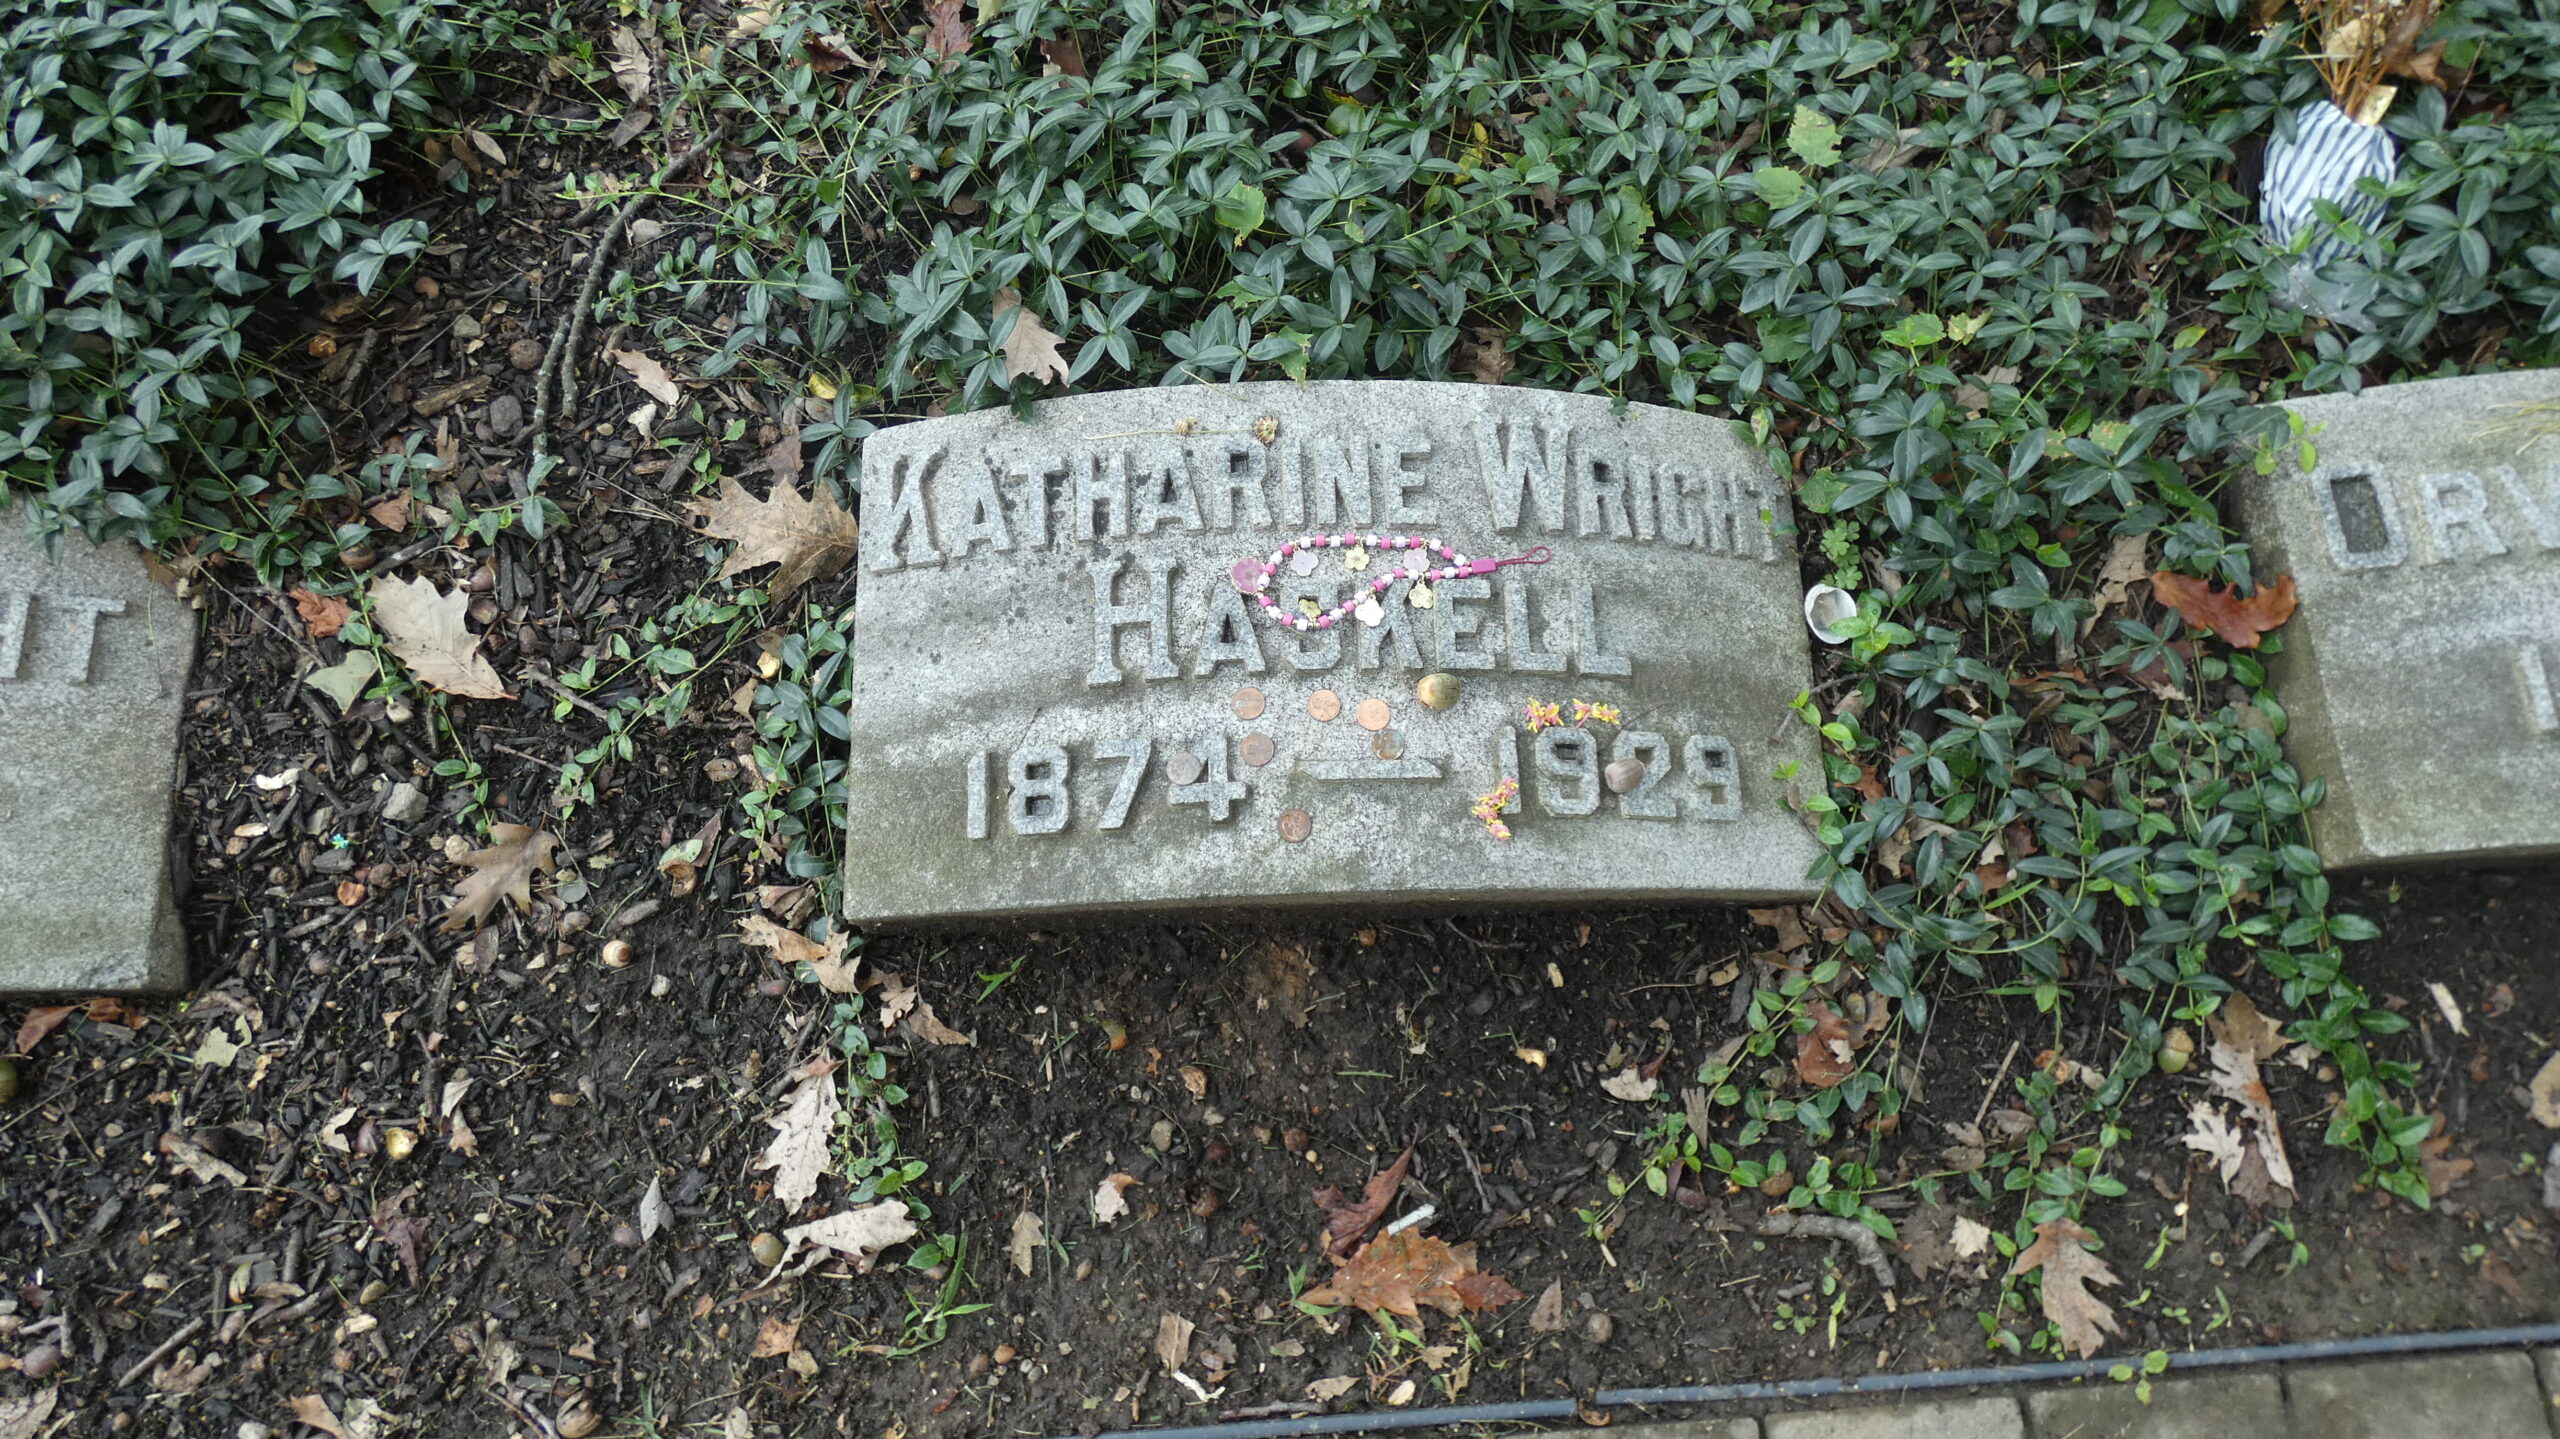 KATHARINE WRIGHT
HASKELL
1874 — 1929